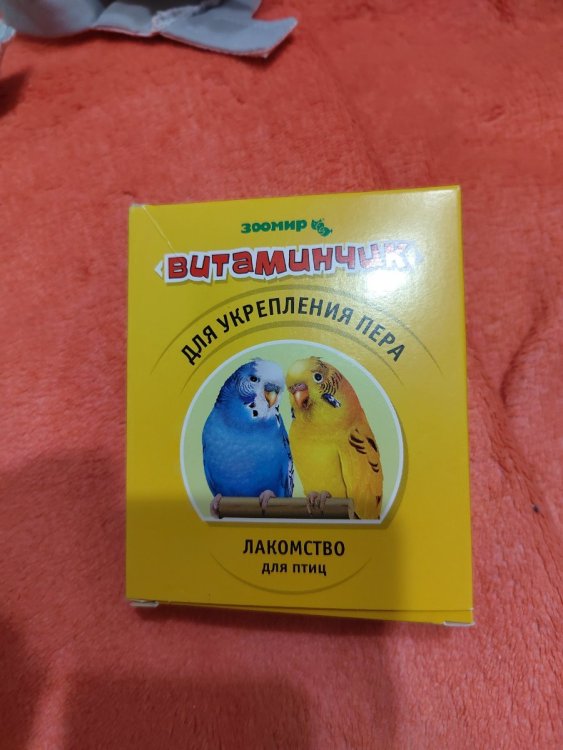 ЗООМИР
‹ВИТАМИНЧИК›
ДЛЯ УКРЕПЛЕНИЯ ПЕРА
ЛАКОМСТВО
для птиц